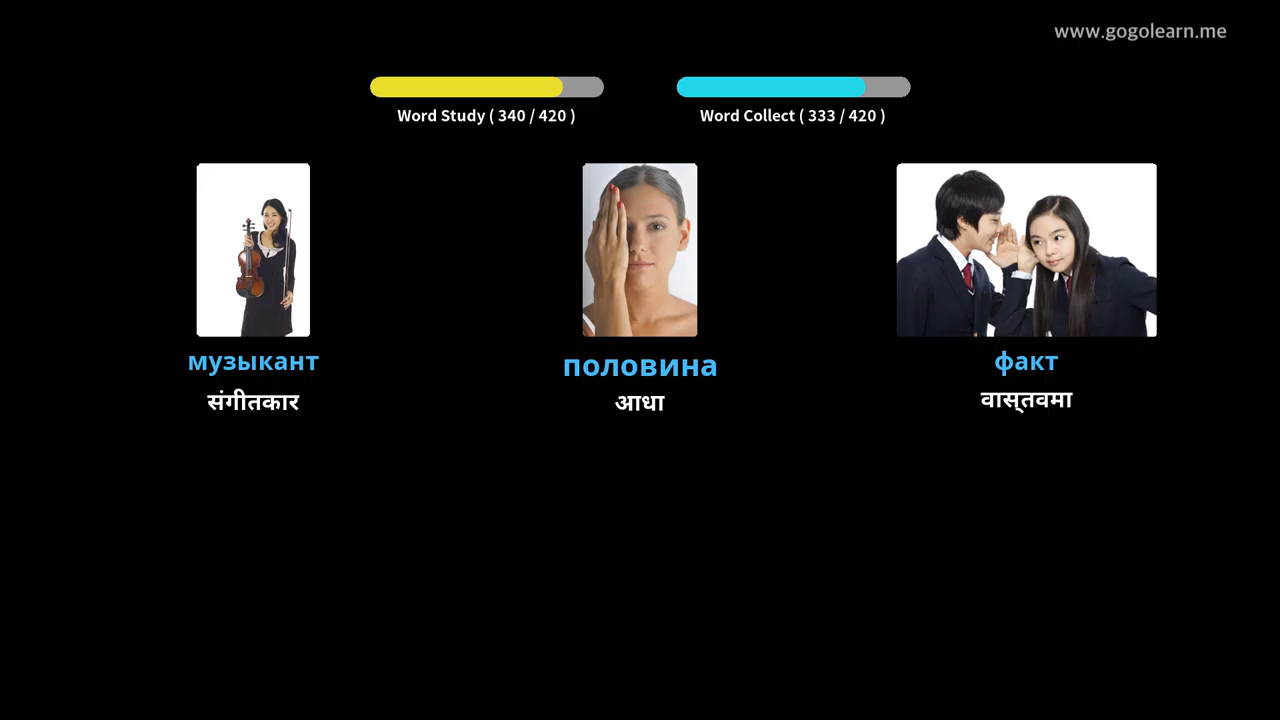 www.gogolearn.me
Word Study ( 340 / 420 )
Word Collect ( 333 / 420 )
музыкант
половина
факт
संगीतकार
आधा
वास्तवमा